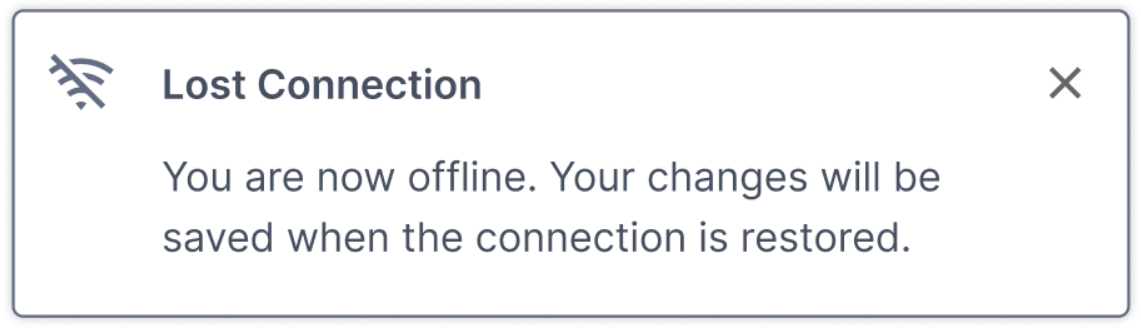 Lost Connection
You are now offline. Your changes will be
saved when the connection is restored.